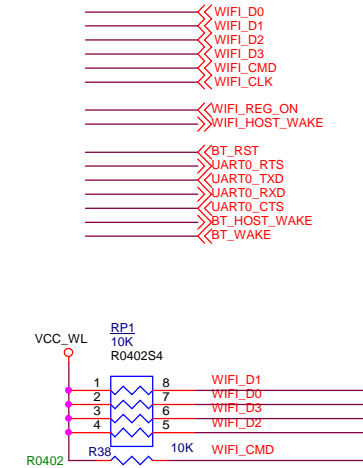 WIFI_D0
WIFI_D1
WIFI_D2
WIFI_D3
WIFI_CMD
WIFI_CLK
WIFI_REG_ON
WIFI_HOST_WAKE
BT_RST
UART0_RTS
UART0_TXD
UART0_RXD
UART0_CTS
BT_HOST_WAKE
BT_WAKE
VCC_WL
RP1
10K
R0402S4
1 8 WIFI_D1
2 7 WIFI_D0
3 6 WIFI_D3
4 5 WIFI_D2
R38 10K WIFI_CMD
R0402